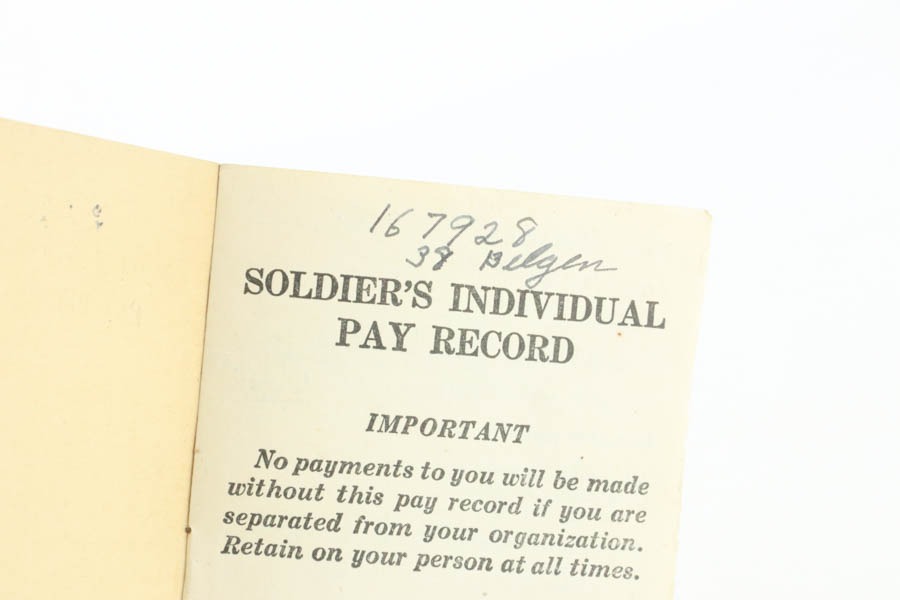 167928
38 Belgen
SOLDIER'S INDIVIDUAL
PAY RECORD
IMPORTANT
No payments to you will be made
without this pay record if you are
separated from your organization.
Retain on your person at all times.